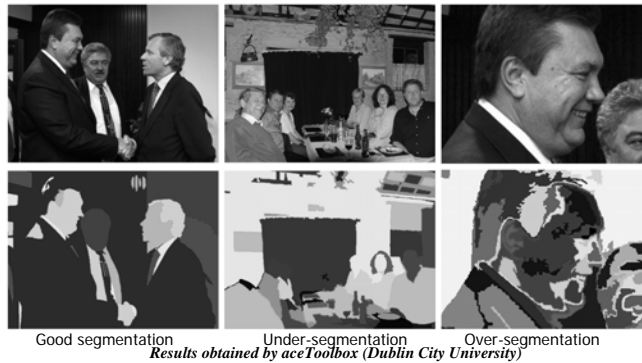 Good segmentation Under-segmentation Over-segmentation
Results obtained by aceToolbox (Dublin City University)